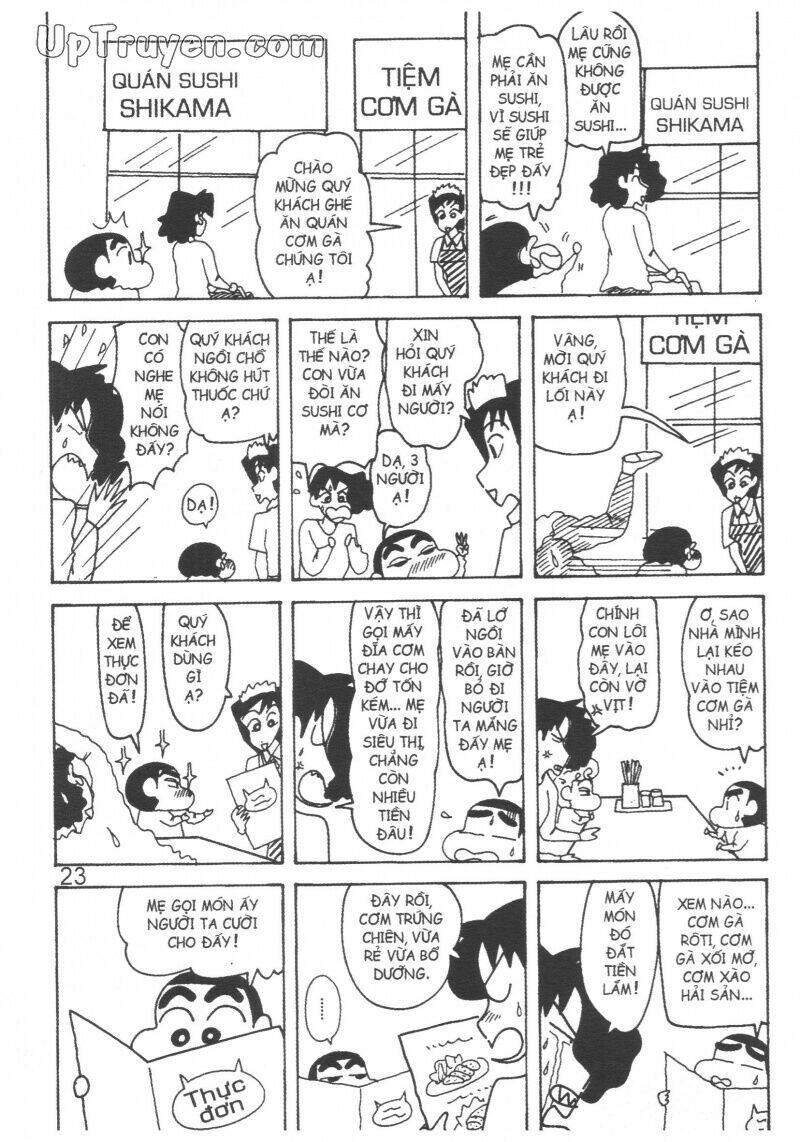 UpTruyen.com
LÂU RỒI
MẸ CŨNG
KHÔNG
ĐƯỢC
ĂN
SUSHI...
QUÁN SUSHI
SHIKAMA
MẸ CẦN
PHẢI ĂN
SUSHI,
VÌ SUSHI
SẼ GIÚP
MẸ TRẺ
ĐẸP ĐẤY
!!!
TIỆM
CƠM GÀ
QUÁN SUSHI
SHIKAMA
CHÀO
MỪNG QUÝ
KHÁCH GHÉ
ĂN QUÁN
CƠM GÀ
CHÚNG TÔI
Ạ!
TIỆM
CƠM GÀ
VÂNG,
MỜI QUÝ
KHÁCH ĐI
LỐI NÀY
Ạ!
XIN
HỎI QUÝ
KHÁCH
ĐI MẤY
NGƯỜI?
DẠ, 3
NGƯỜI
Ạ!
THẾ LÀ
THẾ NÀO?
CON VỪA
ĐÒI ĂN
SUSHI CƠ
MÀ?
QUÝ KHÁCH
NGỒI CHỖ
KHÔNG HÚT
THUỐC CHỨ
Ạ?
DẠ!
CON
CÓ
NGHE
MẸ
NÓI
KHÔNG
ĐẤY?
Ơ, SAO
NHÀ MÌNH
LẠI KÉO
NHAU
VÀO TIỆM
CƠM GÀ
NHỈ?
CHÍNH
CON LÔI
MẸ VÀO
ĐÂY, LẠI
CÒN VỜ
VỊT!
ĐÃ LỠ
NGỒI
VÀO BÀN
RỒI, GIỜ
BỎ ĐI
NGƯỜI
TA MẮNG
ĐẤY MẸ
Ạ!
VẬY THÌ
GỌI MẤY
ĐĨA CƠM
CHAY CHO
ĐỠ TỐN
KÉM... MẸ
VỪA ĐI
SIÊU THỊ,
CHẲNG
CÒN
NHIỀU
TIỀN
ĐÂU!
QUÝ
KHÁCH
DÙNG
GÌ
Ạ?
ĐỂ
XEM
THỰC
ĐƠN
ĐÃ!
23
XEM NÀO...
CƠM GÀ
RÔTI, CƠM
GÀ XỐI MỠ,
CƠM XÀO
HẢI SẢN...
MẤY
MÓN
ĐÓ
ĐẮT
TIỀN
LẮM!
ĐÂY RỒI,
CƠM TRỨNG
CHIÊN, VỪA
RẺ VỪA BỔ
DƯỠNG.
......
MẸ GỌI MÓN ẤY
NGƯỜI TA CƯỜI
CHO ĐẤY!
Thực
đơn